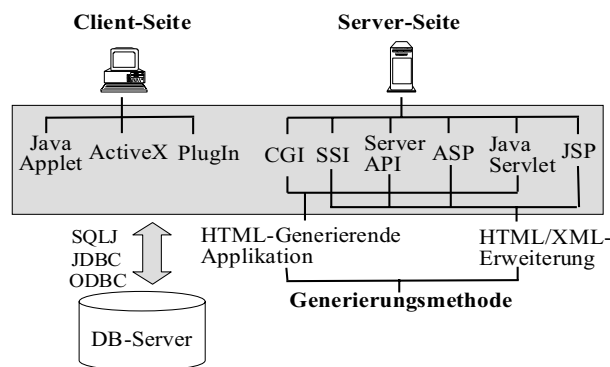 Client-Seite
Server-Seite
Java
Applet
ActiveX
PlugIn
CGI
SSI
Server
API
ASP
Java
Servlet
JSP
SQLJ
JDBC
ODBC
HTML-Generierende
Applikation
HTML/XML-
Erweiterung
Generierungsmethode
DB-Server